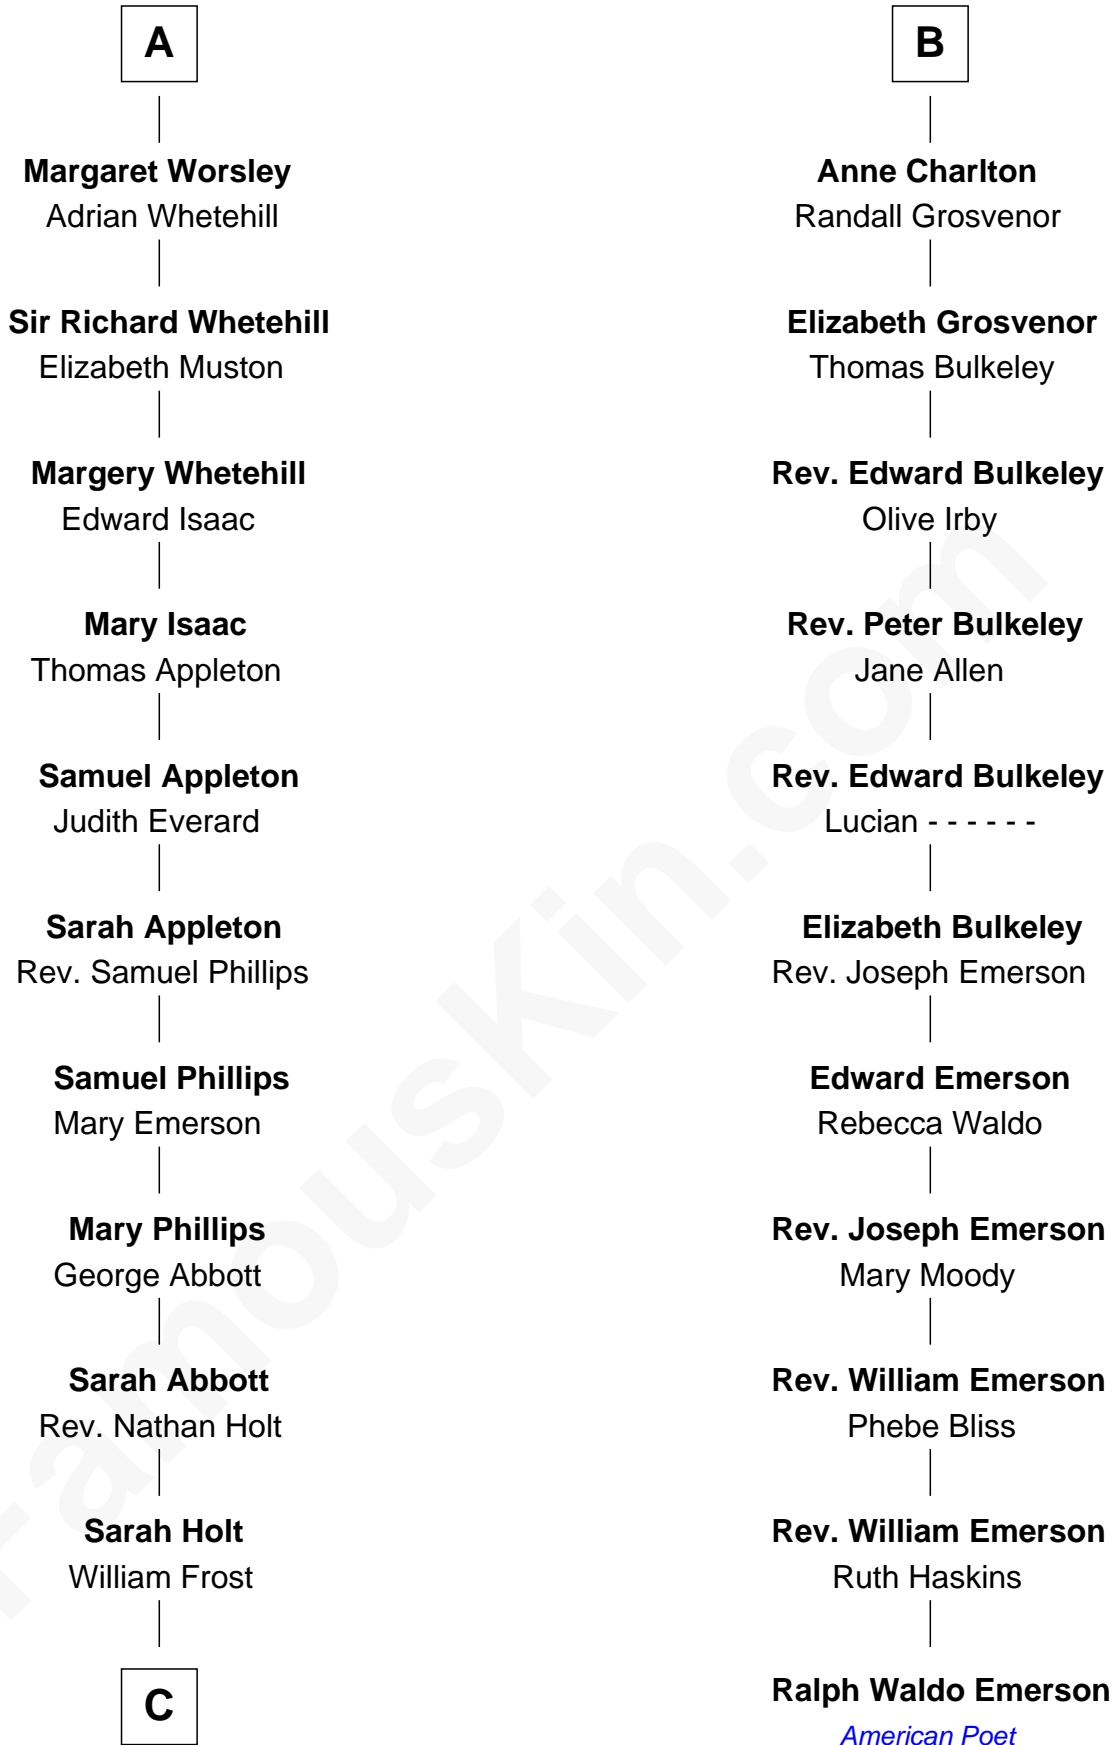 A
Margaret Worsley
Adrian Whetehill
Sir Richard Whetehill
Elizabeth Muston
Margery Whetehill
Edward Isaac
Mary Isaac
Thomas Appleton
Samuel Appleton
Judith Everard
Sarah Appleton
Rev. Samuel Phillips
Samuel Phillips
Mary Emerson
Mary Phillips
George Abbott
Sarah Abbott
Rev. Nathan Holt
Sarah Holt
William Frost
C
B
Anne Charlton
Randall Grosvenor
Elizabeth Grosvenor
Thomas Bulkeley
Rev. Edward Bulkeley
Olive Irby
Rev. Peter Bulkeley
Jane Allen
Rev. Edward Bulkeley
Lucian - - - - - -
Elizabeth Bulkeley
Rev. Joseph Emerson
Edward Emerson
Rebecca Waldo
Rev. Joseph Emerson
Mary Moody
Rev. William Emerson
Phebe Bliss
Rev. William Emerson
Ruth Haskins
Ralph Waldo Emerson
American Poet
FamousKin.com